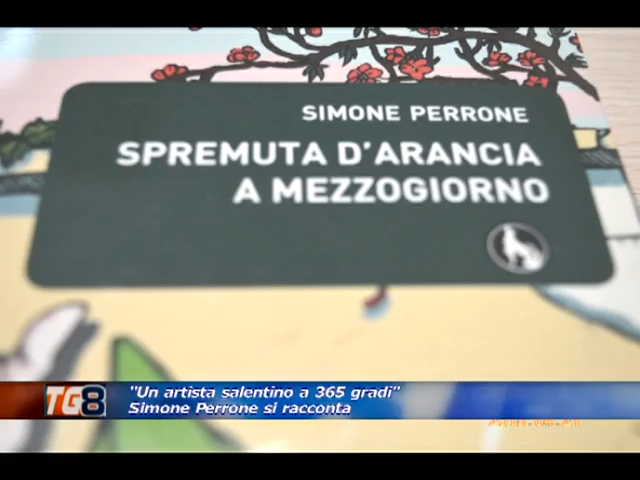 SIMONE PERRONE
SPREMUTA D'ARANCIA
A MEZZOGIORNO
TG8
"Un artista salentino a 365 gradi"
Simone Perrone si racconta